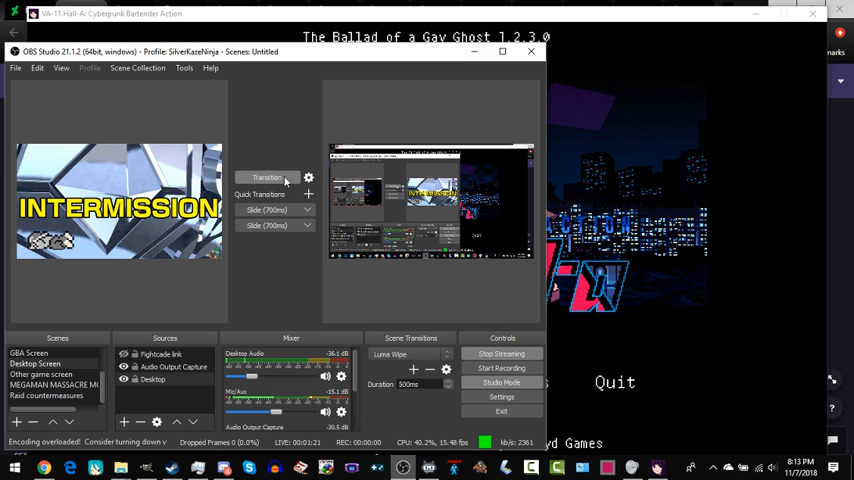 VA-11 Hall-A: Cyberpunk Bartender Action
The Ballad of a Gay Ghost 1.2.3.0
OBS Studio 21.1.2 (64bit, windows) - Profile: SilverKazeNinja - Scenes: Untitled
File Edit View Profile Scene Collection Tools Help
marks
Transition
Quick Transitions
Slide (700ms)
Slide (700ms)
INTERMISSION
ACTION
Quit
Scenes Sources Mixer Scene Transitions Controls
GBA Screen
Desktop Screen
Other game screen
MEGAMAN MASSACRE MO
Raid countermeasures
Fightcade link
Audio Output Capture
Desktop
Desktop Audio -36.1 dB
Mic/Aux -15.1 dB
Audio Output Capture -30.5 dB
Luma Wipe
Duration 500ms
Stop Streaming
Start Recording
Studio Mode
Settings
Exit
Encoding overloaded! Consider turning down v Dropped Frames 0 (0.0%) LIVE: 00:01:21 REC: 00:00:00 CPU: 40.2%, 15.48 fps kb/s: 2361
yd Games
8:13 PM
11/7/2018